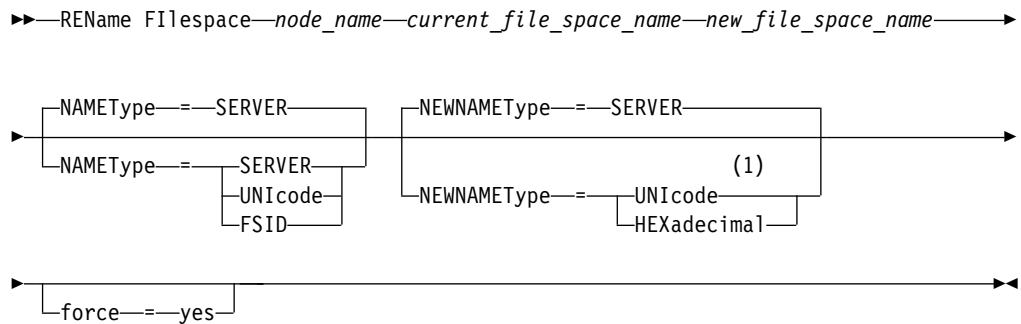 REName FIlespace node_name current_file_space_name new_file_space_name
NAMEType = SERVER NEWNAMEType = SERVER
NAMEType = SERVER (1)
UNIcode NEWNAMEType = UNIcode
FSID HEXadecimal
force = yes